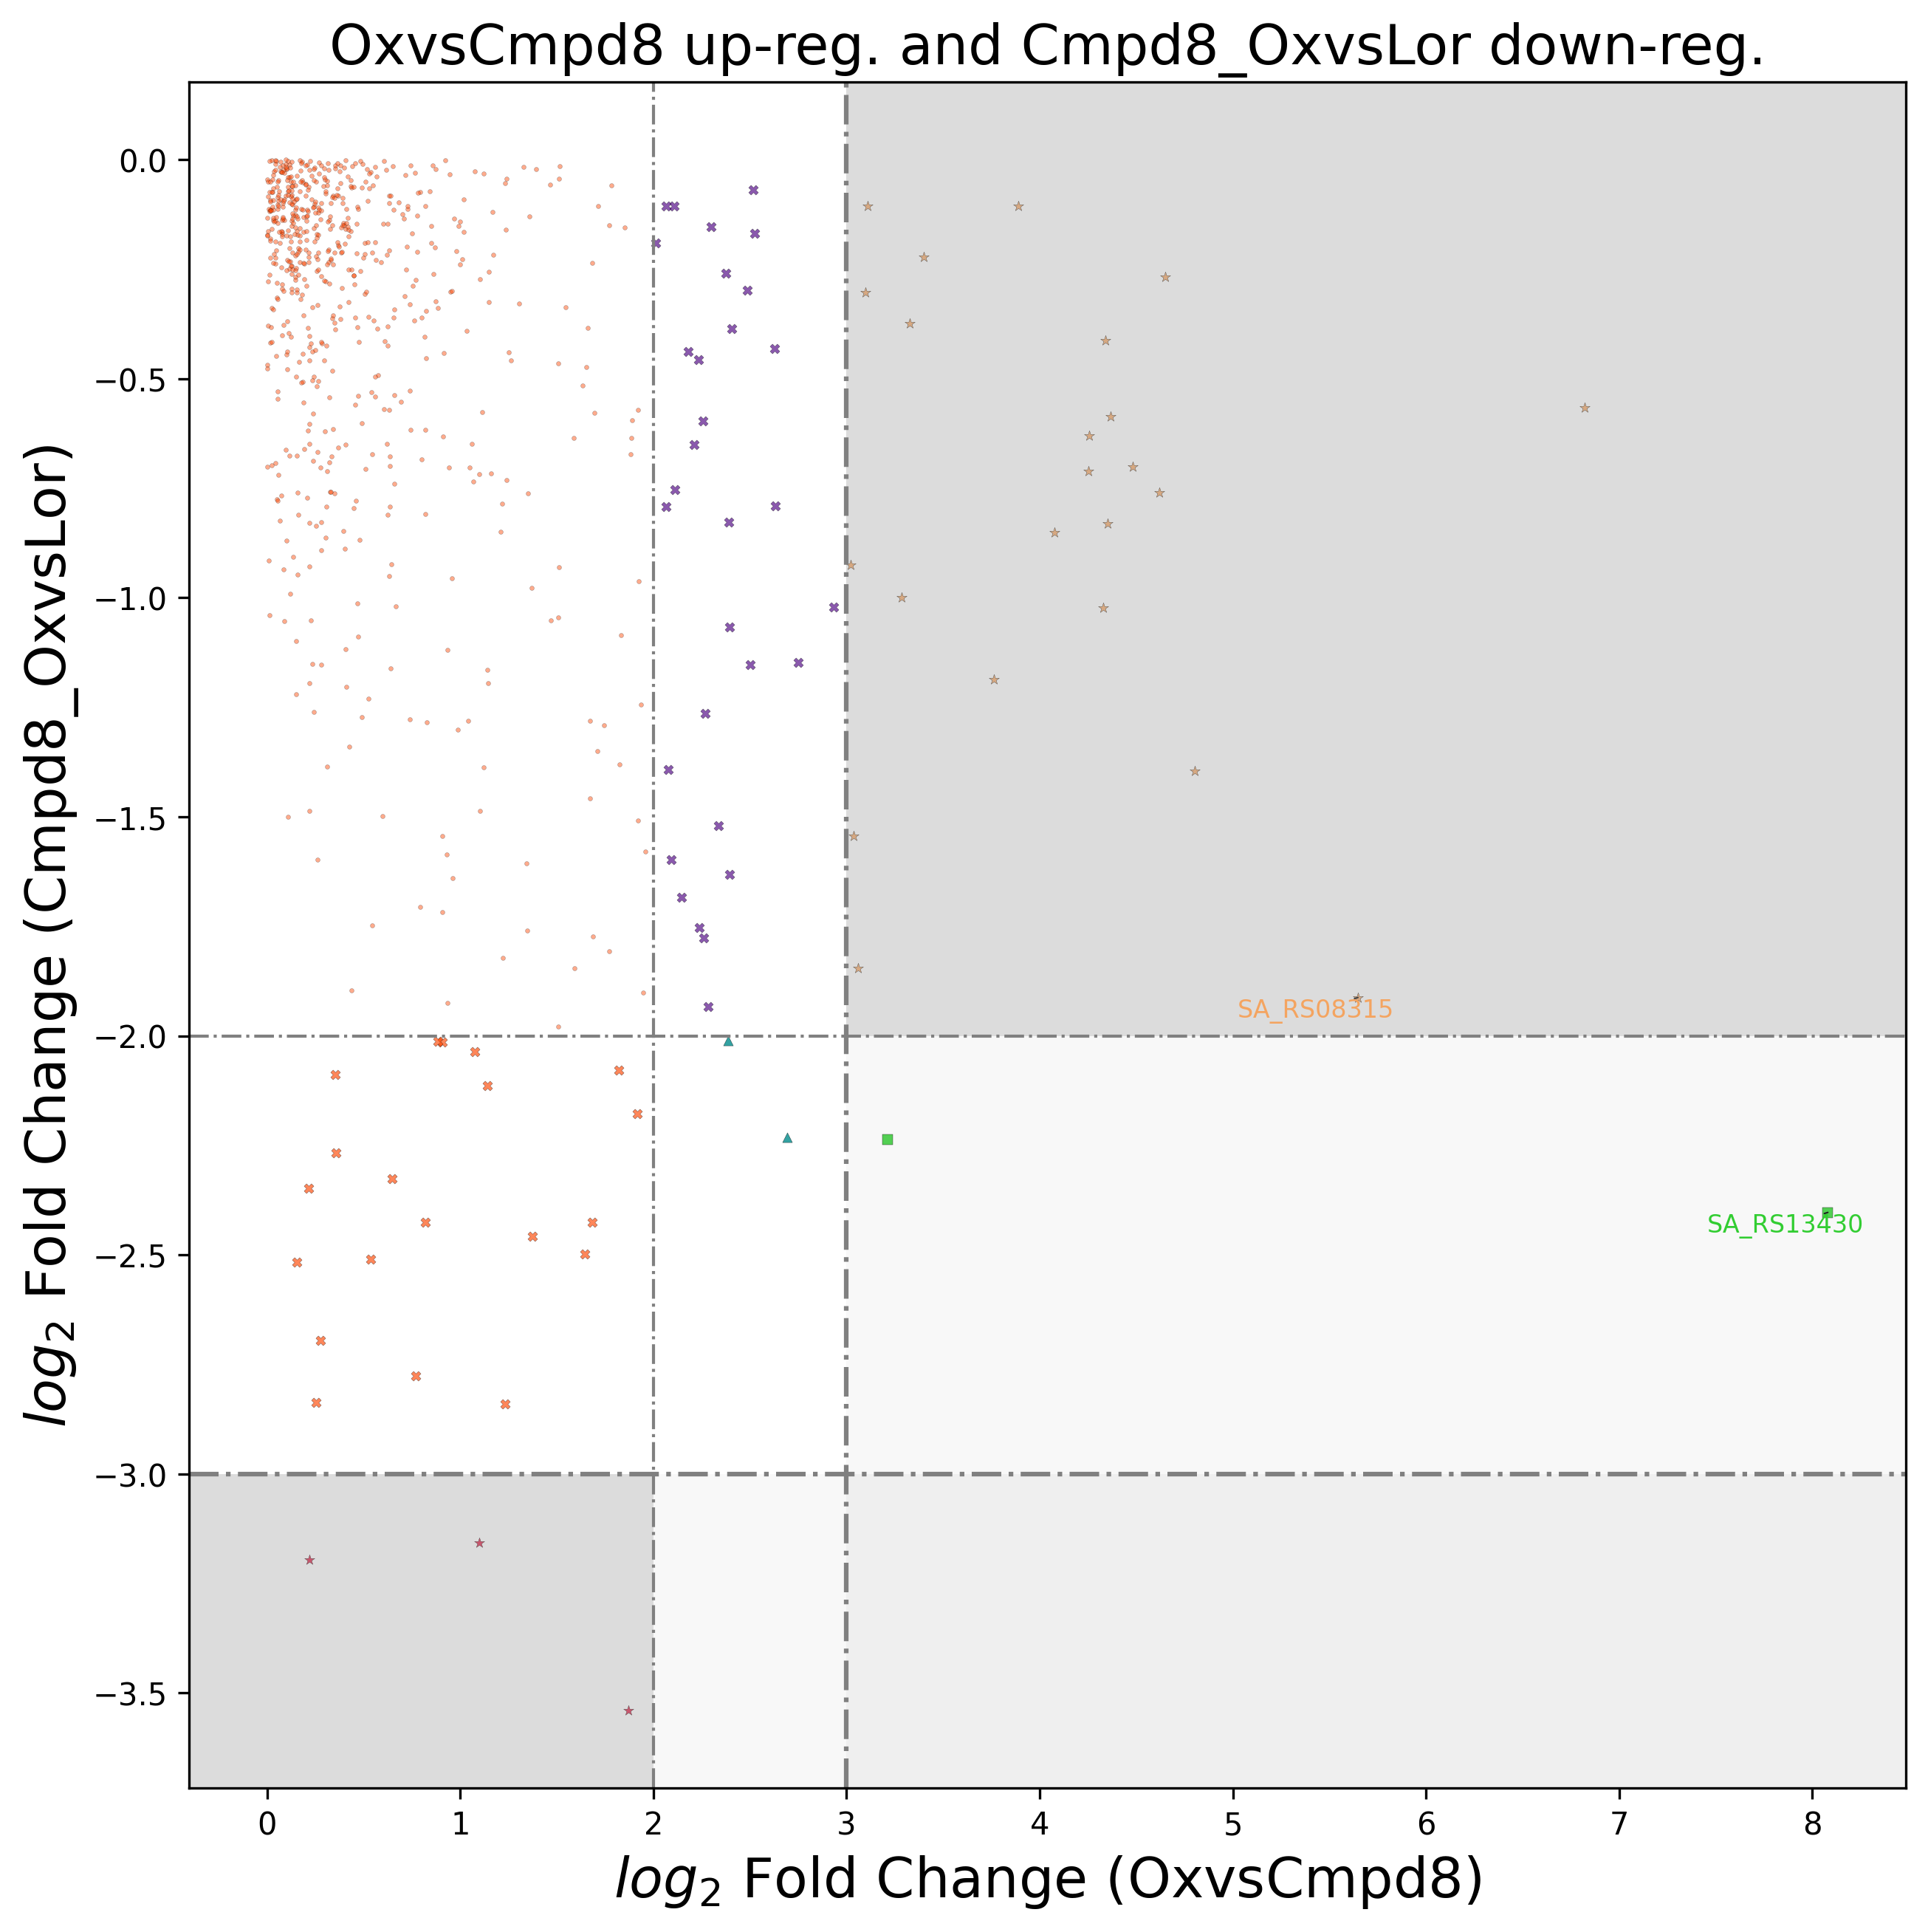 OxvsCmpd8 up-reg. and Cmpd8_OxvsLor down-reg.
log2 Fold Change (Cmpd8_OxvsLor)
0.0
−0.5
−1.0
−1.5
−2.0
−2.5
−3.0
−3.5
SA_RS08315
SA_RS13430
0 1 2 3 4 5 6 7 8
log2 Fold Change (OxvsCmpd8)